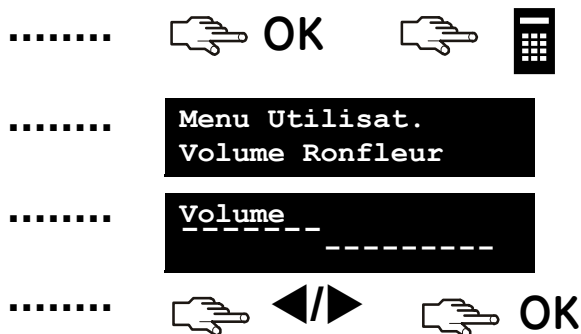 ........ OK
........ Menu Utilisat.
Volume Ronfleur
........ Volume
------- 
---------
........ ◀/▶ OK